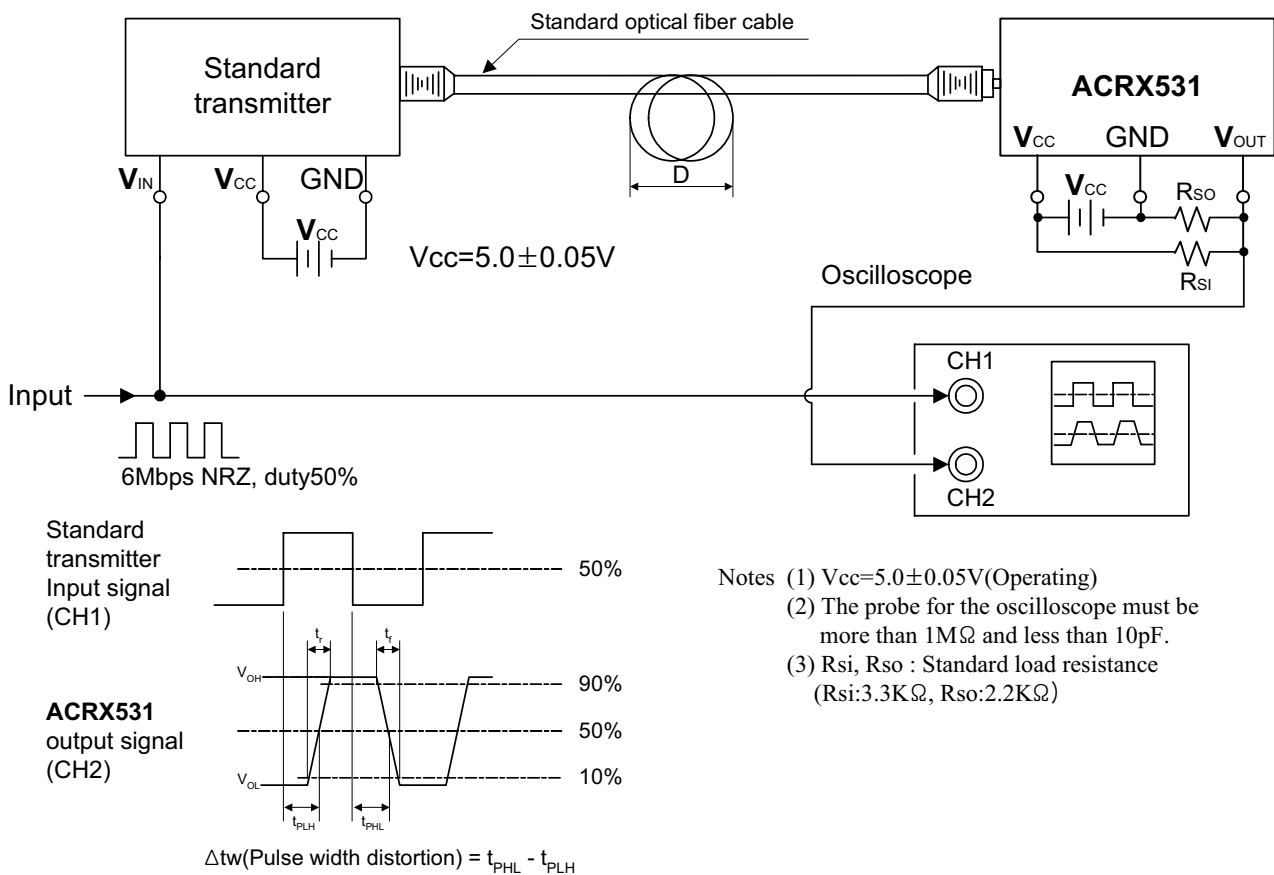 Standard optical fiber cable
Standard
transmitter
ACRX531
VCC GND VOUT
VIN VCC GND
D
VCC
VCC RSO
RSI
Vcc=5.0±0.05V
Oscilloscope
CH1
CH2
Input
6Mbps NRZ, duty50%
Standard
transmitter
Input signal
(CH1)
50%
tr tf
VOH
90%
ACRX531
output signal
(CH2)
50%
VOL
10%
tPLH tPHL
Δtw(Pulse width distortion) = tPHL - tPLH
Notes (1) Vcc=5.0±0.05V(Operating)
(2) The probe for the oscilloscope must be
more than 1MΩ and less than 10pF.
(3) Rsi, Rso : Standard load resistance
(Rsi:3.3KΩ, Rso:2.2KΩ)